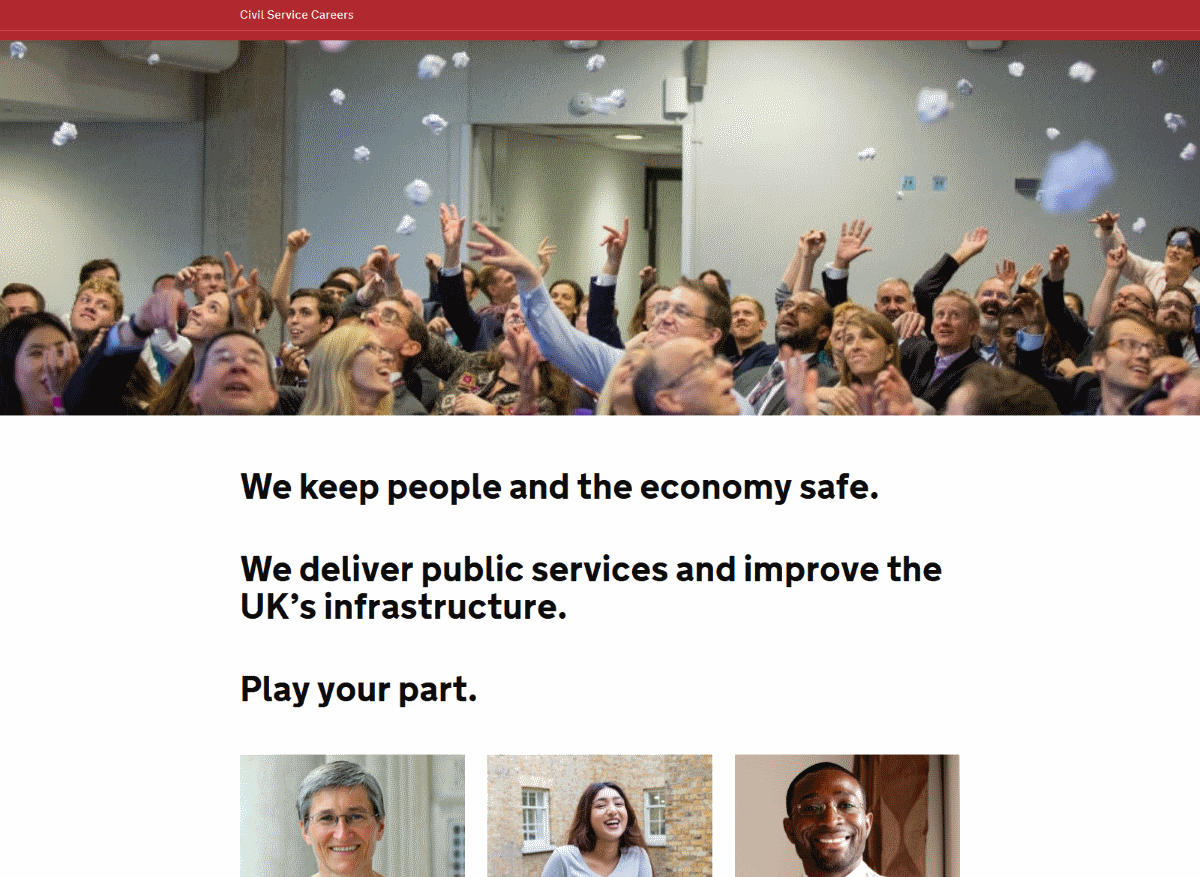 Civil Service Careers
We keep people and the economy safe.
We deliver public services and improve the
UK’s infrastructure.
Play your part.